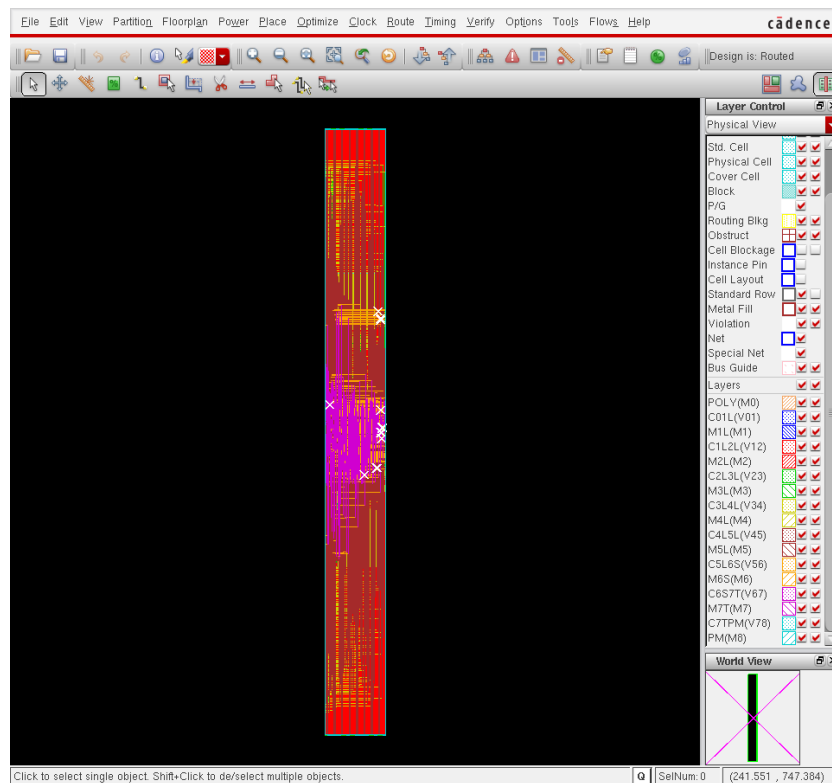 File Edit View Partition Floorplan Power Place Optimize Clock Route Timing Verify Options Tools Flows Help cādence
Design is: Routed
Layer Control
Physical View
Std. Cell
Physical Cell
Cover Cell
Block
P/G
Routing Blkg
Obstruct
Cell Blockage
Instance Pin
Cell Layout
Standard Row
Metal Fill
Violation
Net
Special Net
Bus Guide
Layers
POLY(M0)
C01L(V01)
M1L(M1)
C1L2L(V12)
M2L(M2)
C2L3L(V23)
M3L(M3)
C3L4L(V34)
M4L(M4)
C4L5L(V45)
M5L(M5)
C5L6S(V56)
M6S(M6)
C6S7T(V67)
M7T(M7)
C7TPM(V78)
PM(M8)
World View
Click to select single object. Shift+Click to de/select multiple objects. Q SelNum: 0 (241.551 , 747.384)